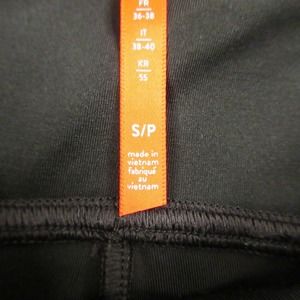 FR
36-38
IT
38-40
KR
55
S/P
made in
vietnam
fabriqué
au
vietnam